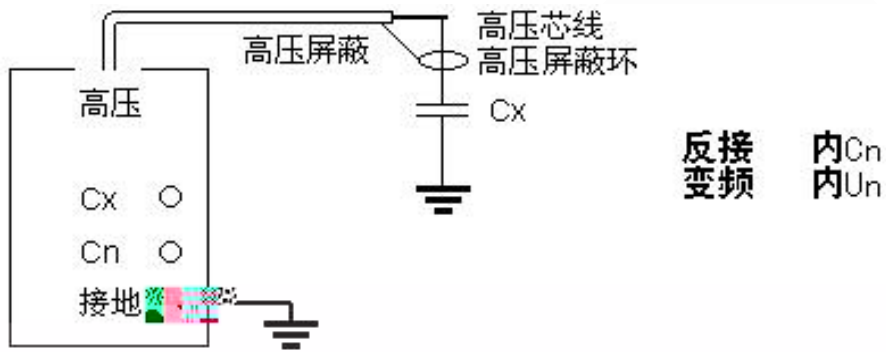 高压芯线
高压屏蔽
高压屏蔽环
高压
Cx
反接 内Cn
变频 内Un
Cx
Cn
接地